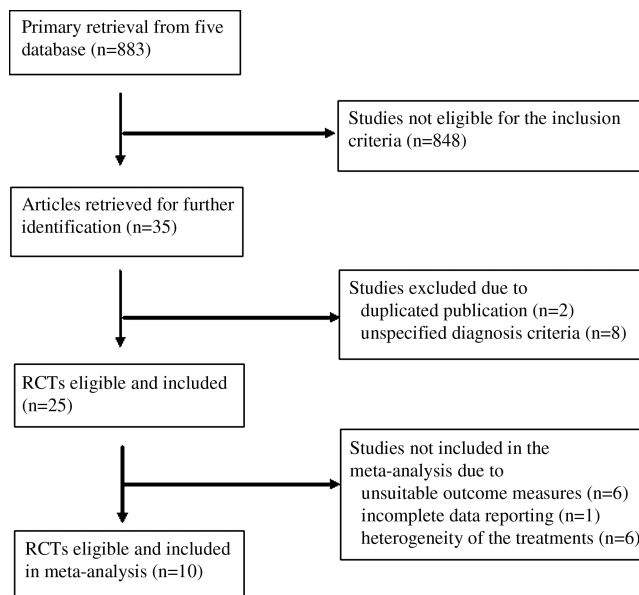 Primary retrieval from five
database (n=883)
Studies not eligible for the inclusion
criteria (n=848)
Articles retrieved for further
identification (n=35)
Studies excluded due to
duplicated publication (n=2)
unspecified diagnosis criteria (n=8)
RCTs eligible and included
(n=25)
Studies not included in the
meta-analysis due to
unsuitable outcome measures (n=6)
incomplete data reporting (n=1)
heterogeneity of the treatments (n=6)
RCTs eligible and included
in meta-analysis (n=10)